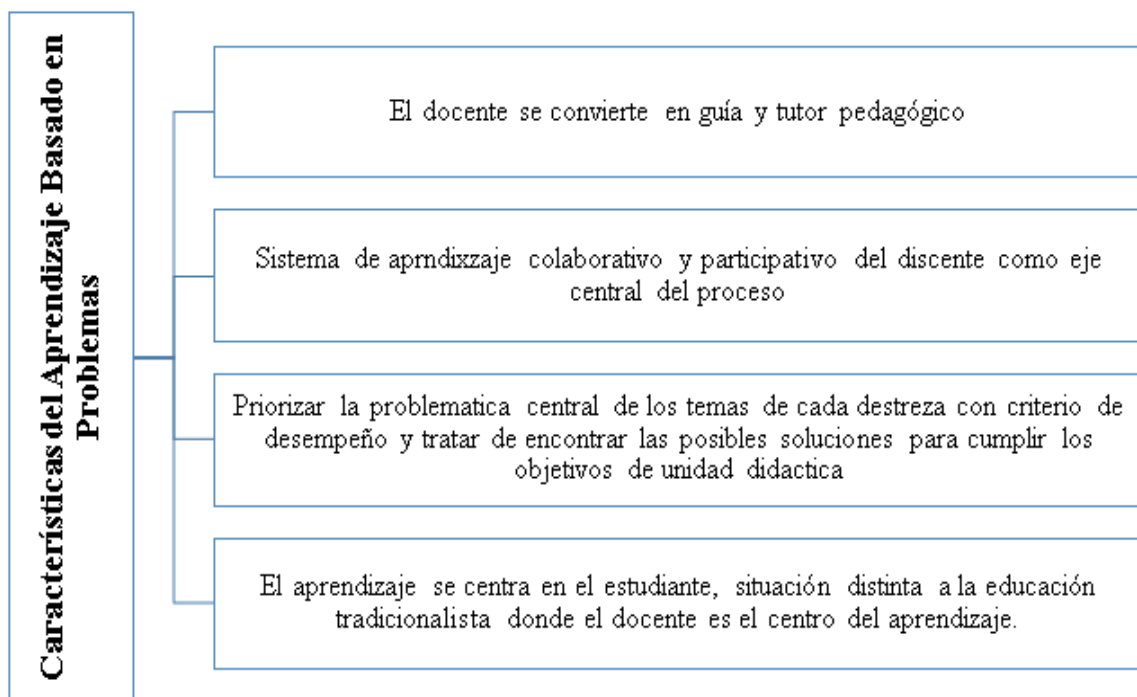 Características del Aprendizaje Basado en
Problemas
El docente se convierte en guía y tutor pedagógico
Sistema de aprndixzaje colaborativo y participativo del discente como eje
central del proceso
Priorizar la problematica central de los temas de cada destreza con criterio de
desempeño y tratar de encontrar las posibles soluciones para cumplir los
objetivos de unidad didactica
El aprendizaje se centra en el estudiante, situación distinta a la educación
tradicionalista donde el docente es el centro del aprendizaje.